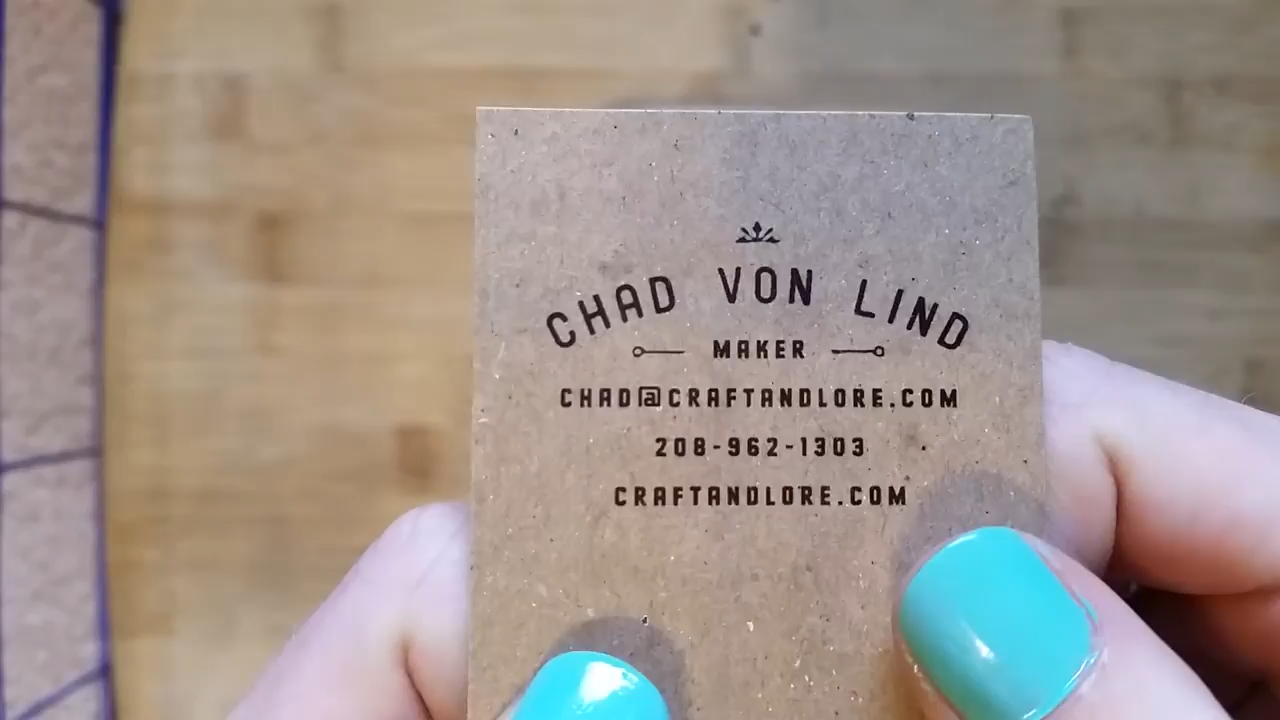 CHAD VON LIND
MAKER
CHAD@CRAFTANDLORE.COM
208-962-1303
CRAFTANDLORE.COM